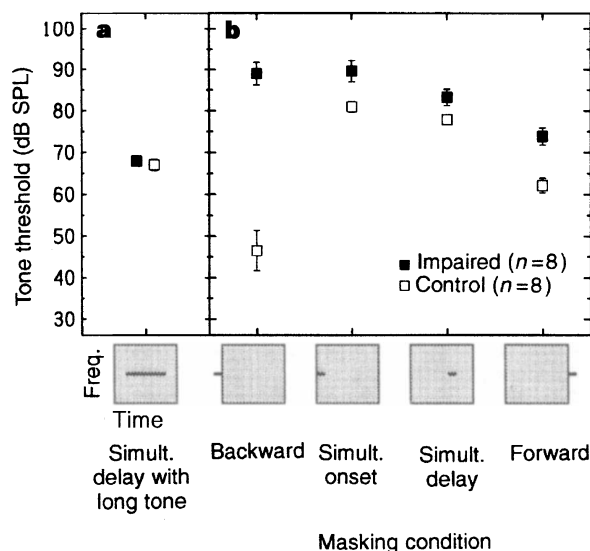 a
b
Tone threshold (dB SPL)
100
90
80
70
60
50
40
30
■ Impaired (n=8)
□ Control (n=8)
Freq.
Time
Simult.
delay with
long tone
Backward
Simult.
onset
Simult.
delay
Forward
Masking condition